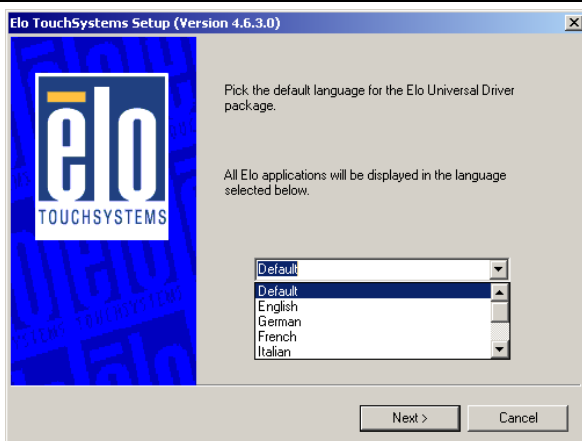 Elo TouchSystems Setup (Version 4.6.3.0)
elo
TOUCHSYSTEMS
Pick the default language for the Elo Universal Driver
package.
All Elo applications will be displayed in the language
selected below.
Default
Default
English
German
French
Italian
Next >
Cancel